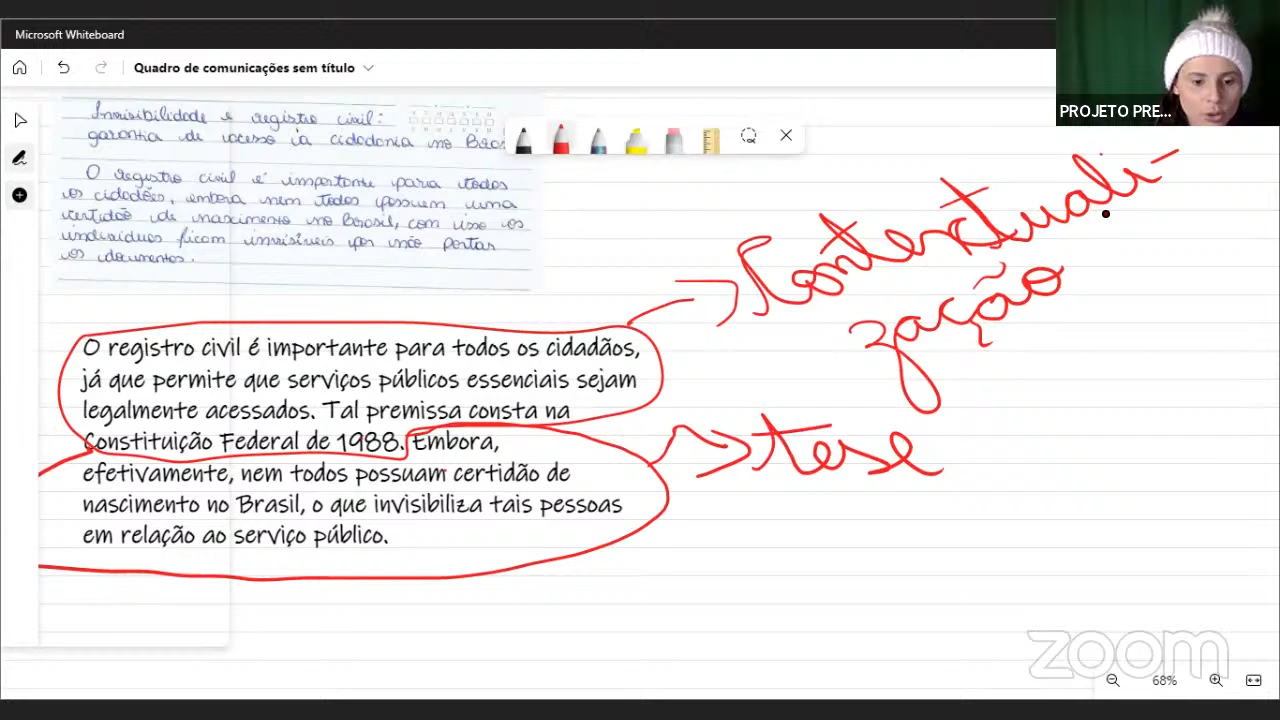 Microsoft Whiteboard
Quadro de comunicações sem título
PROJETO PRE...
Invisibilidade e registro civil:
garantia de acesso à cidadania no Bras
O registro civil é importante para todos
os cidadões, embora nem todos possuem uma
certidão de nascimento no Brasil, com isso os
indivíduos ficam invisíveis por não portar
os documentos.
Contextuali-
zação
O registro civil é importante para todos os cidadãos,
já que permite que serviços públicos essenciais sejam
legalmente acessados. Tal premissa consta na
Constituição Federal de 1988. Embora,
efetivamente, nem todos possuam certidão de
nascimento no Brasil, o que invisibiliza tais pessoas
em relação ao serviço público.
tese
zoom
68%